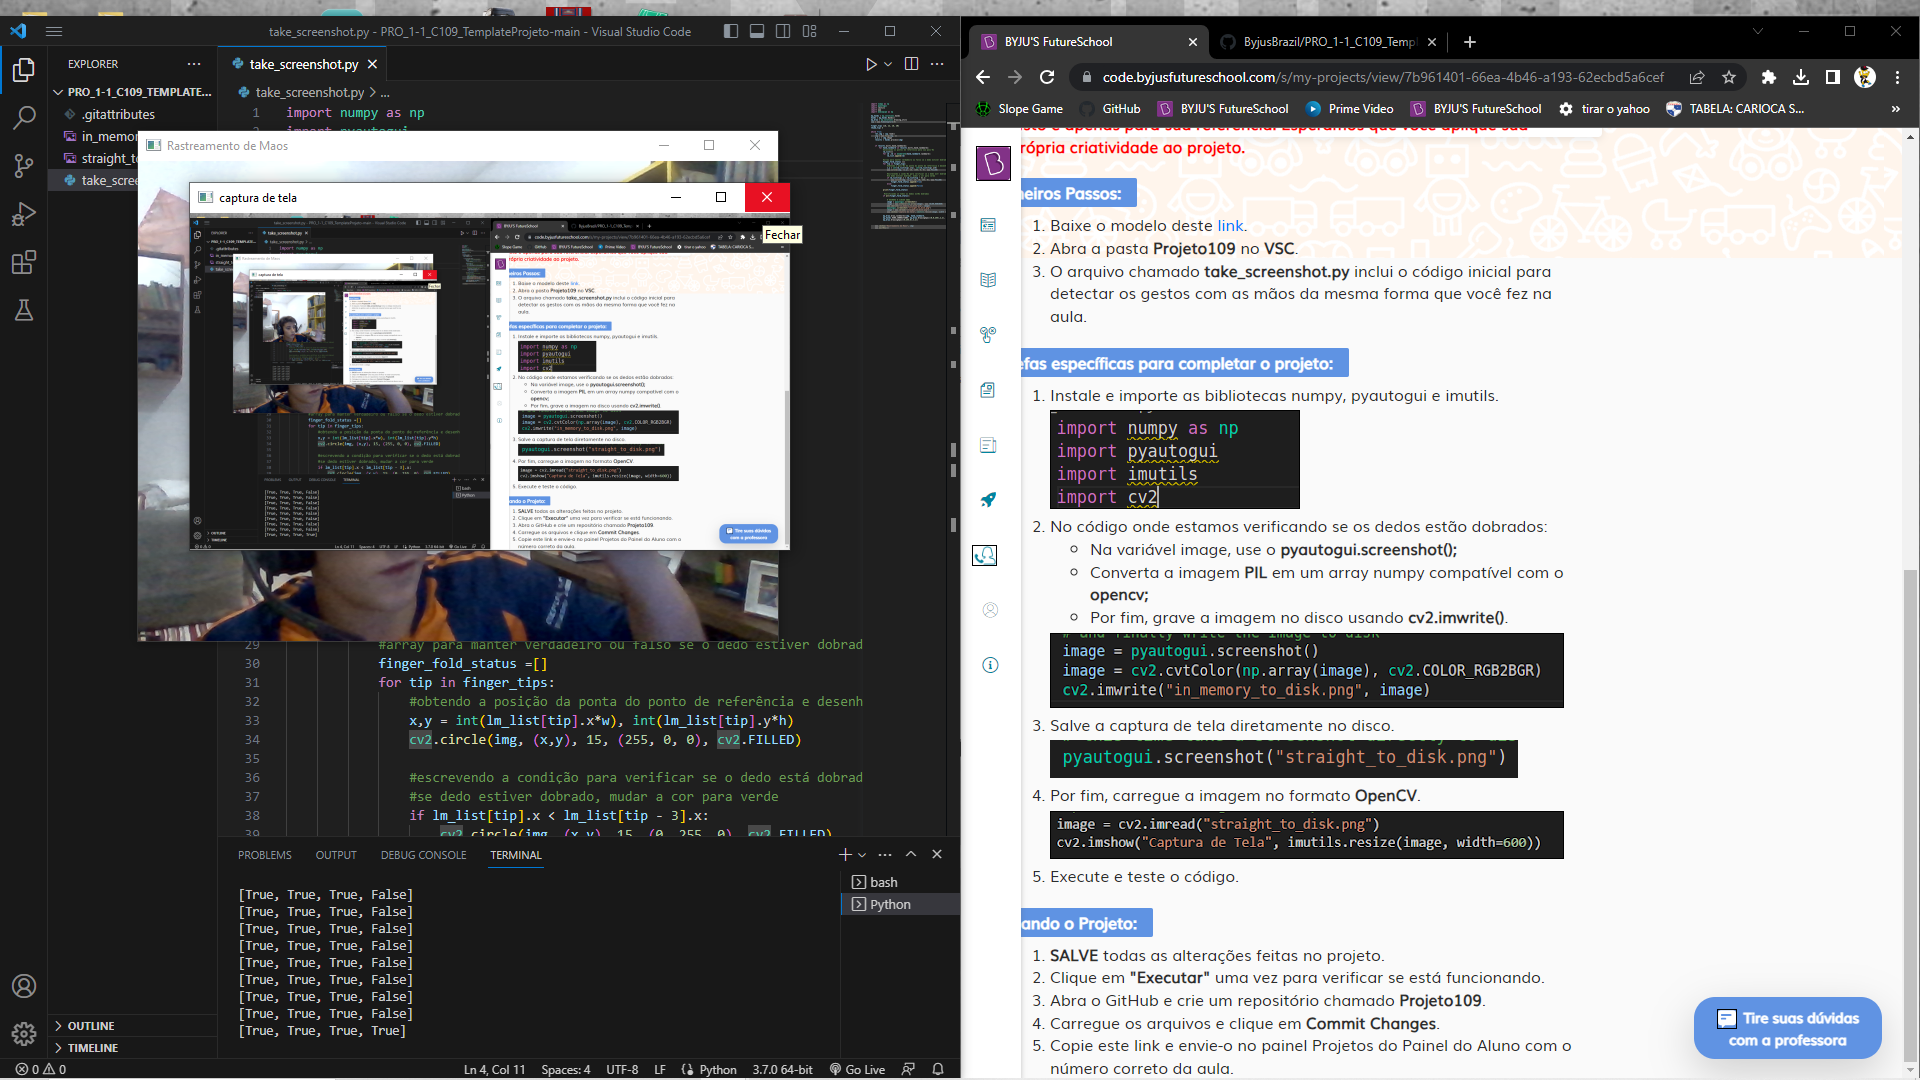 take_screenshot.py - PRO_1-1_C109_TemplateProjeto-main - Visual Studio Code
EXPLORER
PRO_1-1_C109_TEMPLATE...
.gitattributes
in_memor
straight_to
take_scree
OUTLINE
TIMELINE
take_screenshot.py
take_screenshot.py > ...
1 import numpy as np
Rastreamento de Maos
captura de tela
Fechar
29 #array para manter verdadeiro ou falso se o dedo estiver dobrad
30 finger_fold_status =[]
31 for tip in finger_tips:
32 #obtendo a posição da ponta do ponto de referência e desenh
33 x,y = int(lm_list[tip].x*w), int(lm_list[tip].y*h)
34 cv2.circle(img, (x,y), 15, (255, 0, 0), cv2.FILLED)
35
36 #escrevendo a condição para verificar se o dedo está dobrad
37 #se dedo estiver dobrado, mudar a cor para verde
38 if lm_list[tip].x < lm_list[tip - 3].x:
39 cv2.circle(img, (x,y), 15, (0, 255, 0), cv2.FILLED)
PROBLEMS OUTPUT DEBUG CONSOLE TERMINAL
[True, True, True, False]
[True, True, True, False]
[True, True, True, False]
[True, True, True, False]
[True, True, True, False]
[True, True, True, False]
[True, True, True, False]
[True, True, True, False]
[True, True, True, True]
bash
Python
0 0
Ln 4, Col 11 Spaces: 4 UTF-8 LF Python 3.7.0 64-bit Go Live
BYJU'S FutureSchool
ByjusBrazil/PRO_1-1_C109_Temp
code.byjusfutureschool.com/s/my-projects/view/7b961401-66ea-4b46-a193-62ecbd5a6cef
Slope Game GitHub BYJU'S FutureSchool Prime Video BYJU'S FutureSchool tirar o yahoo TABELA: CARIOCA S... »
rópria criatividade ao projeto.
neiros Passos:
1. Baixe o modelo deste link.
2. Abra a pasta Projeto109 no VSC.
3. O arquivo chamado take_screenshot.py inclui o código inicial para
detectar os gestos com as mãos da mesma forma que você fez na
aula.
efas específicas para completar o projeto:
1. Instale e importe as bibliotecas numpy, pyautogui e imutils.
import numpy as np
import pyautogui
import imutils
import cv2
2. No código onde estamos verificando se os dedos estão dobrados:
Na variável image, use o pyautogui.screenshot();
Converta a imagem PIL em um array numpy compatível com o
opencv;
Por fim, grave a imagem no disco usando cv2.imwrite().
image = pyautogui.screenshot()
image = cv2.cvtColor(np.array(image), cv2.COLOR_RGB2BGR)
cv2.imwrite("in_memory_to_disk.png", image)
3. Salve a captura de tela diretamente no disco.
pyautogui.screenshot("straight_to_disk.png")
4. Por fim, carregue a imagem no formato OpenCV.
image = cv2.imread("straight_to_disk.png")
cv2.imshow("Captura de Tela", imutils.resize(image, width=600))
5. Execute e teste o código.
ando o Projeto:
1. SALVE todas as alterações feitas no projeto.
2. Clique em "Executar" uma vez para verificar se está funcionando.
3. Abra o GitHub e crie um repositório chamado Projeto109.
4. Carregue os arquivos e clique em Commit Changes.
5. Copie este link e envie-o no painel Projetos do Painel do Aluno com o
número correto da aula.
Tire suas dúvidas
com a professora